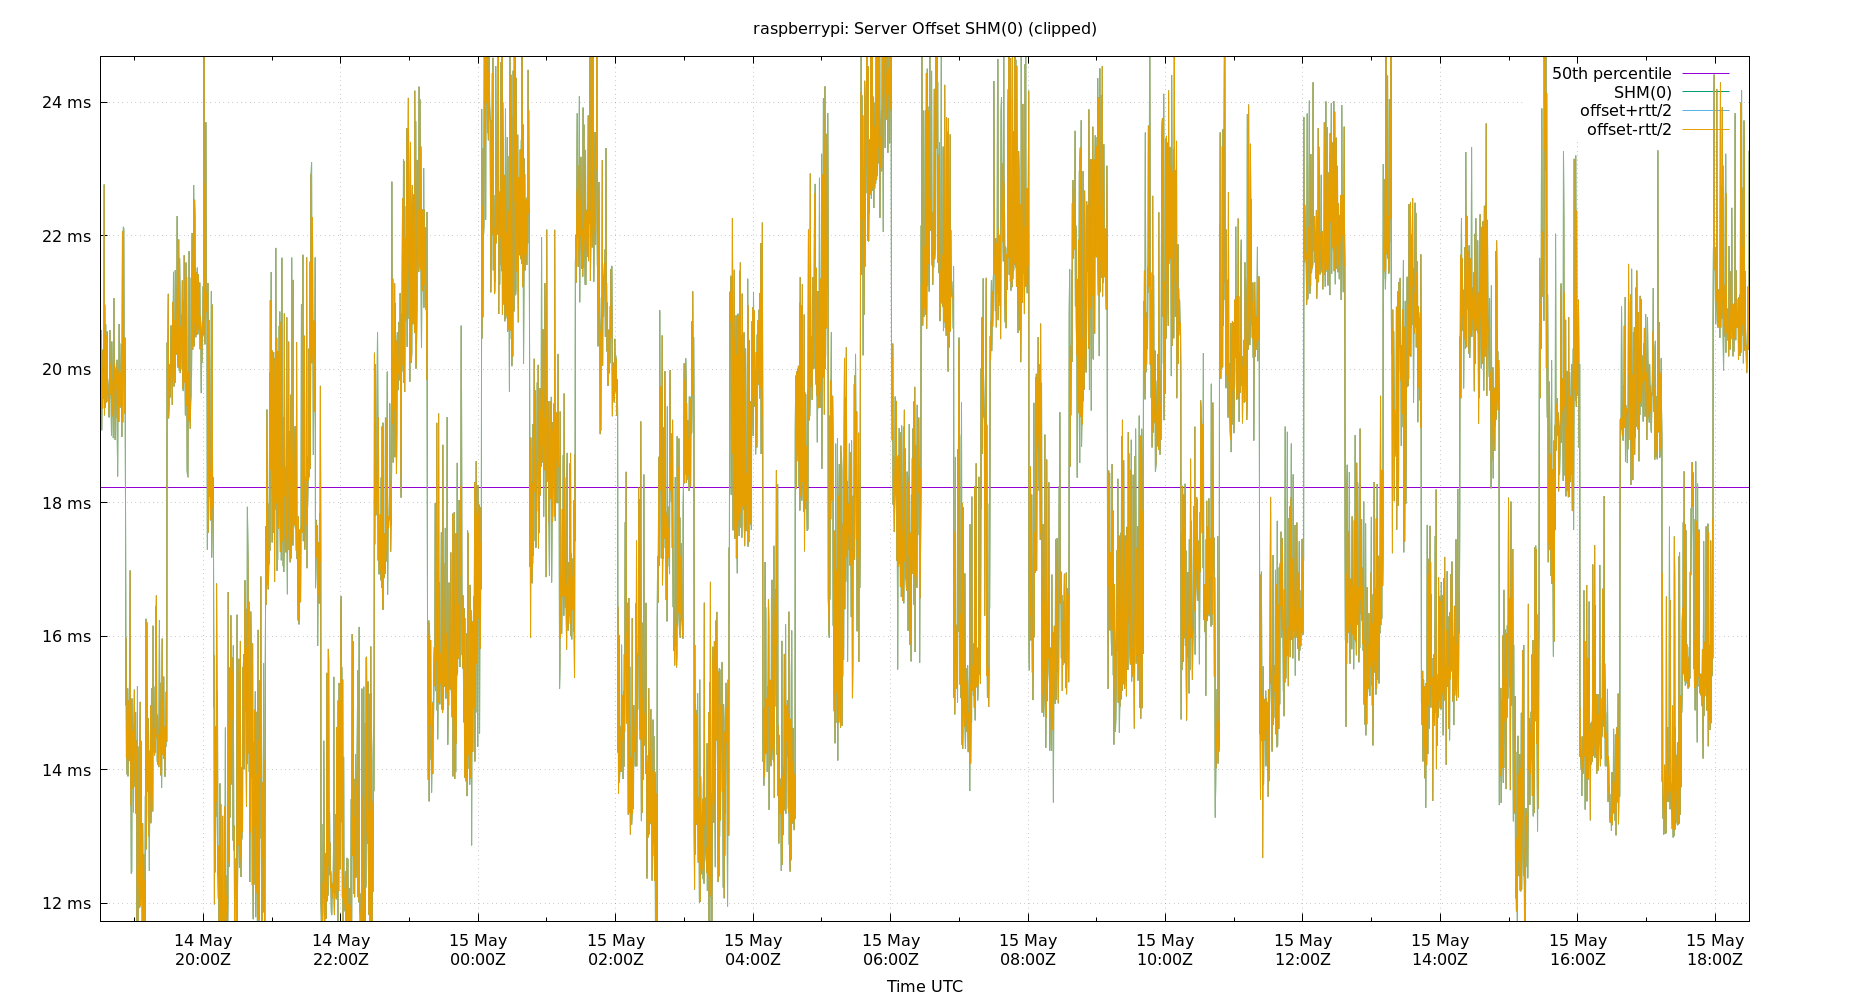 raspberrypi: Server Offset SHM(0) (clipped)
50th percentile
SHM(0)
offset+rtt/2
offset-rtt/2
24 ms
22 ms
20 ms
18 ms
16 ms
14 ms
12 ms
14 May 14 May 15 May 15 May 15 May 15 May 15 May 15 May 15 May 15 May 15 May 15 May
20:00Z 22:00Z 00:00Z 02:00Z 04:00Z 06:00Z 08:00Z 10:00Z 12:00Z 14:00Z 16:00Z 18:00Z
Time UTC